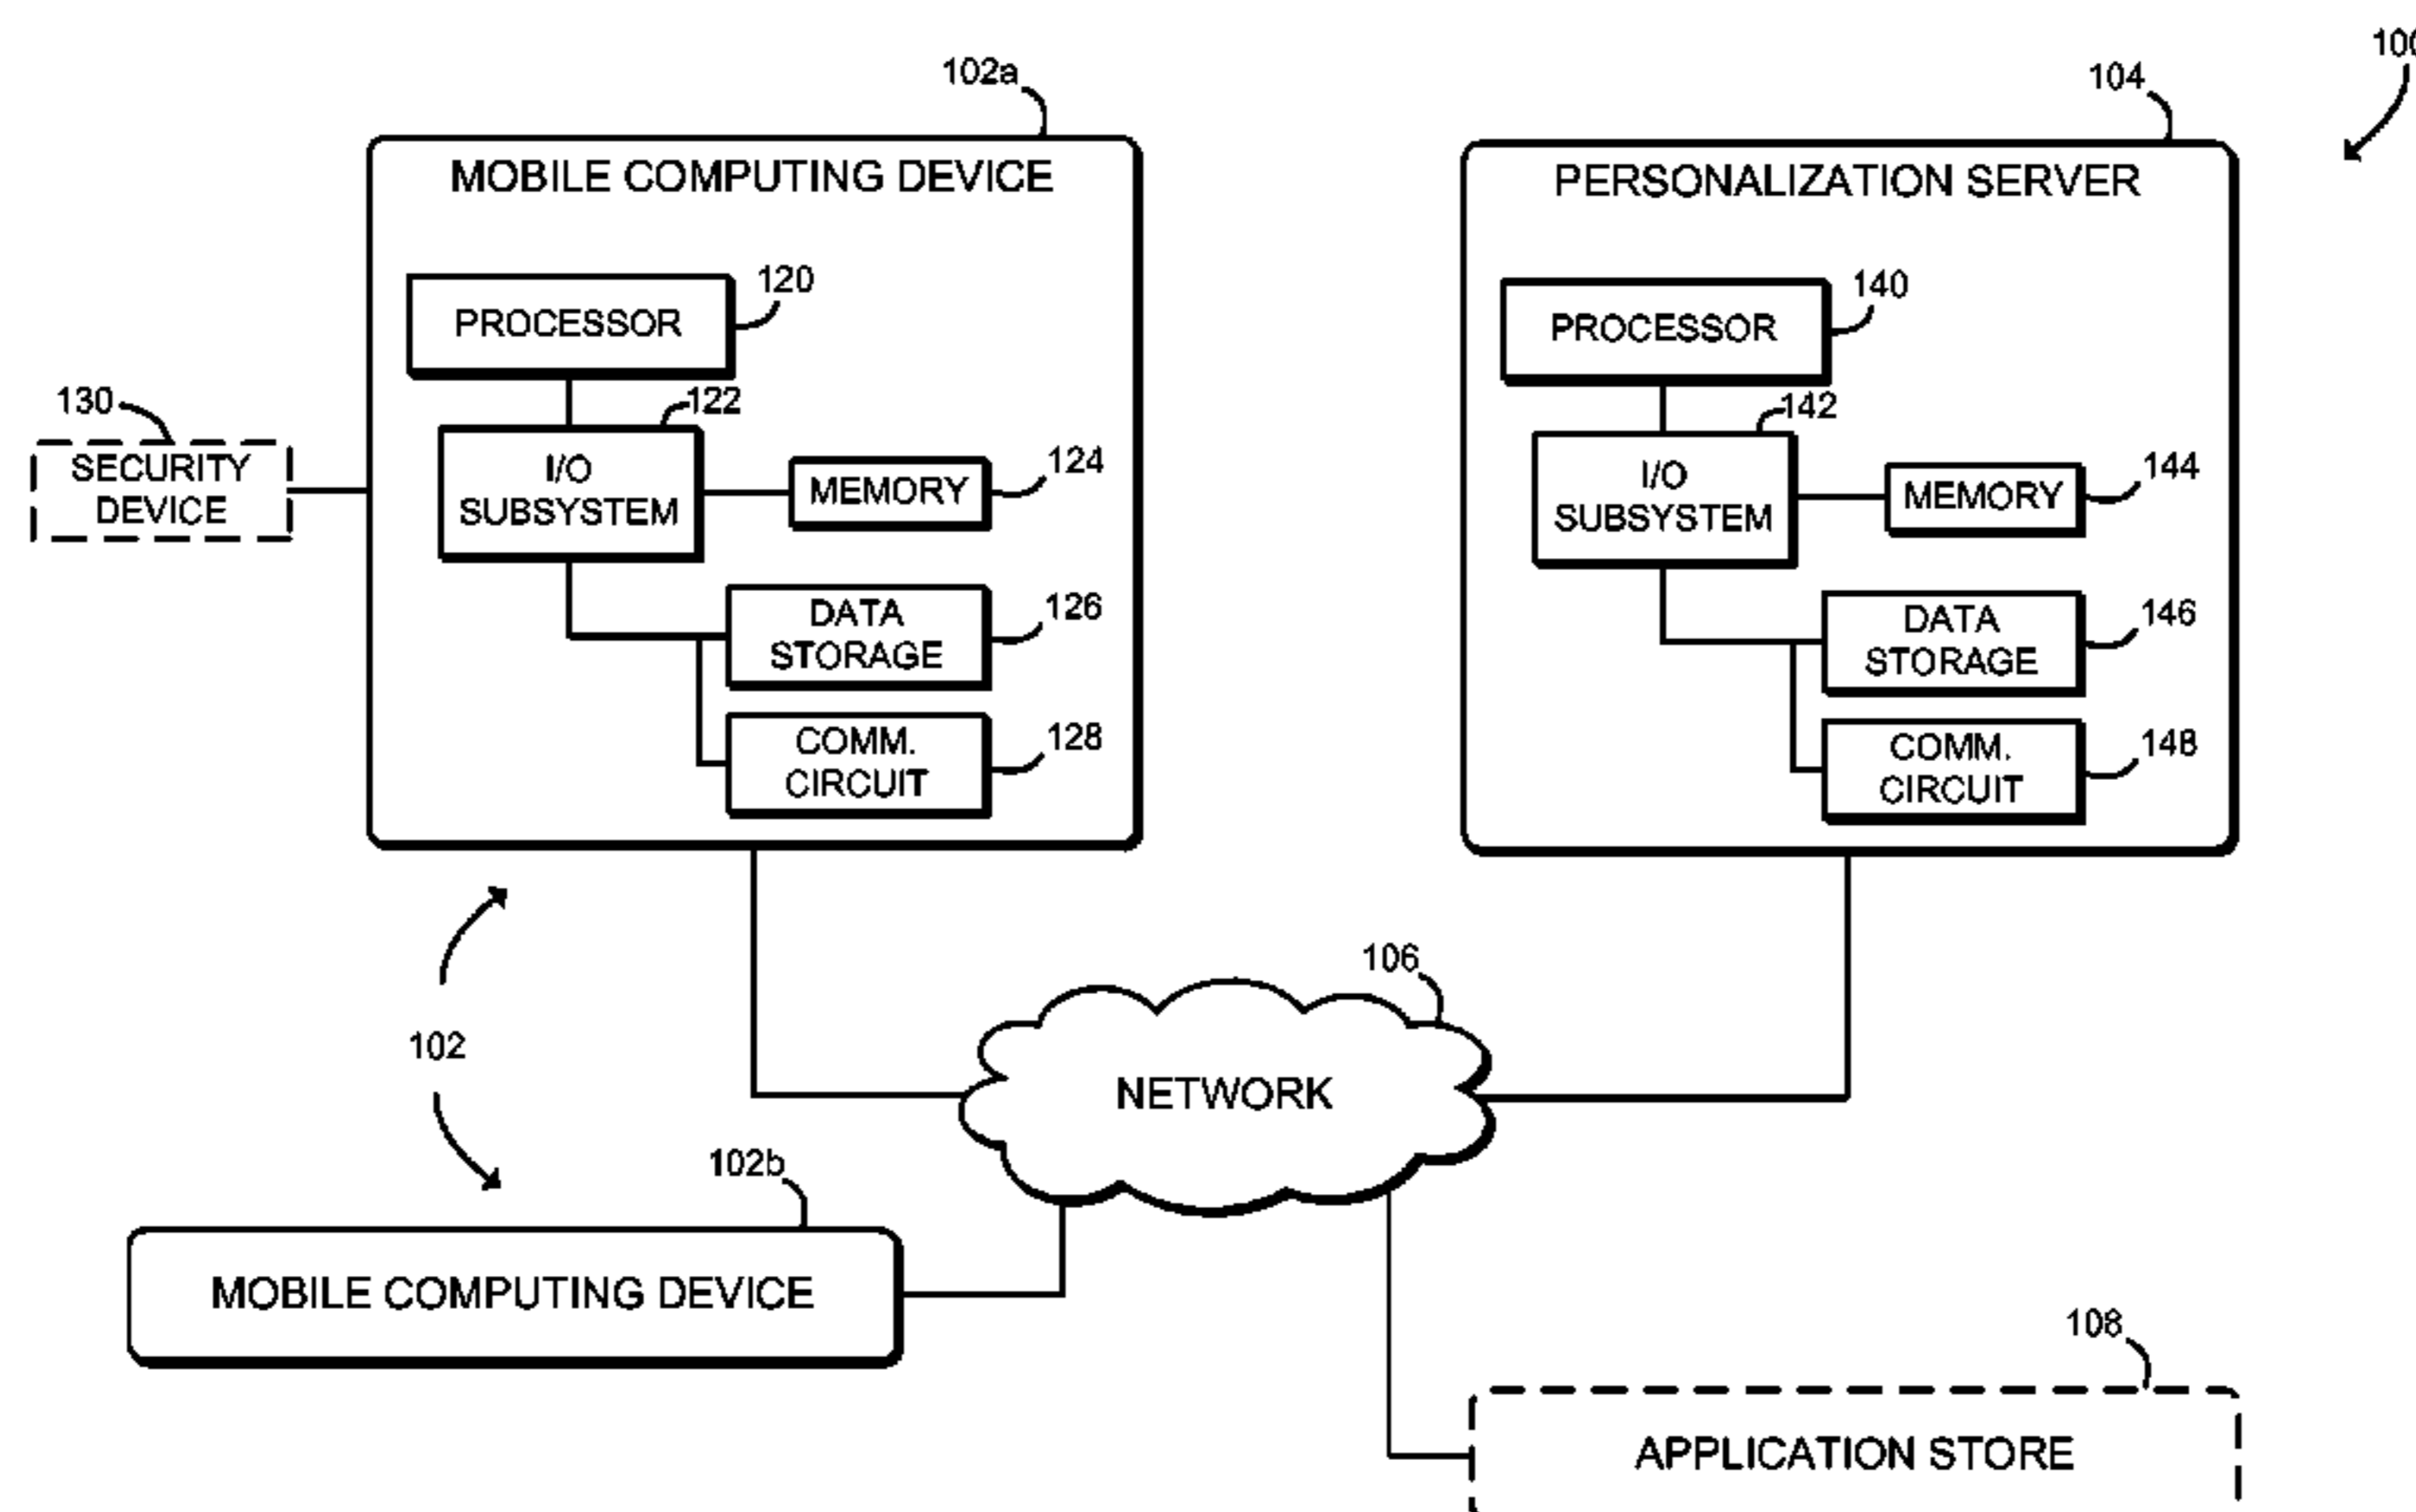 100
102a
104
MOBILE COMPUTING DEVICE
PERSONALIZATION SERVER
120
PROCESSOR
140
PROCESSOR
130
SECURITY
DEVICE
122
I/O
SUBSYSTEM
124
MEMORY
142
I/O
SUBSYSTEM
144
MEMORY
126
DATA
STORAGE
146
DATA
STORAGE
128
COMM.
CIRCUIT
148
COMM.
CIRCUIT
106
NETWORK
102
102b
MOBILE COMPUTING DEVICE
108
APPLICATION STORE